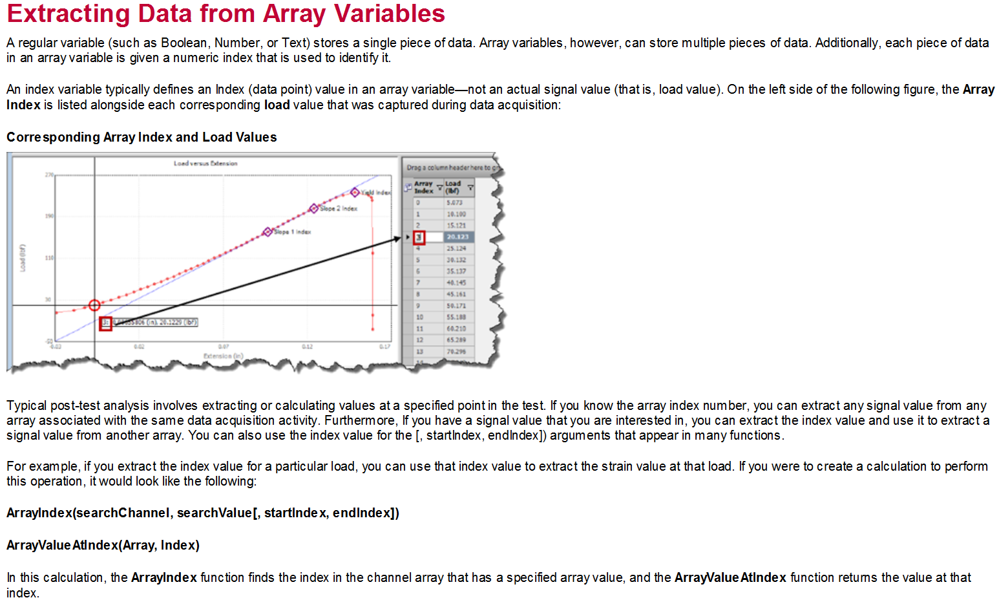 Extracting Data from Array Variables
A regular variable (such as Boolean, Number, or Text) stores a single piece of data. Array variables, however, can store multiple pieces of data. Additionally, each piece of data
in an array variable is given a numeric index that is used to identify it.
An index variable typically defines an Index (data point) value in an array variable—not an actual signal value (that is, load value). On the left side of the following figure, the Array
Index is listed alongside each corresponding load value that was captured during data acquisition:
Corresponding Array Index and Load Values
Load versus Extension
270
190
110
30
-50
-0.03
0.02
0.07
0.12
0.17
Load (lbf)
Extension (in)
Yield Index
Slope 2 Index
Slope 1 Index
3: (in), 20.1229 (lbf)
Drag a column header here to
Array Index Load (lbf)
0 5.073
1 10.100
2 15.121
3 20.123
4 25.124
5 30.132
6 35.137
7 40.145
8 45.161
9 50.171
10 55.188
11 60.210
12 65.289
13 70.296
14
Typical post-test analysis involves extracting or calculating values at a specified point in the test. If you know the array index number, you can extract any signal value from any
array associated with the same data acquisition activity. Furthermore, If you have a signal value that you are interested in, you can extract the index value and use it to extract a
signal value from another array. You can also use the index value for the [, startIndex, endIndex]) arguments that appear in many functions.
For example, if you extract the index value for a particular load, you can use that index value to extract the strain value at that load. If you were to create a calculation to perform
this operation, it would look like the following:
ArrayIndex(searchChannel, searchValue[, startIndex, endIndex])
ArrayValueAtIndex(Array, Index)
In this calculation, the ArrayIndex function finds the index in the channel array that has a specified array value, and the ArrayValueAtIndex function returns the value at that
index.